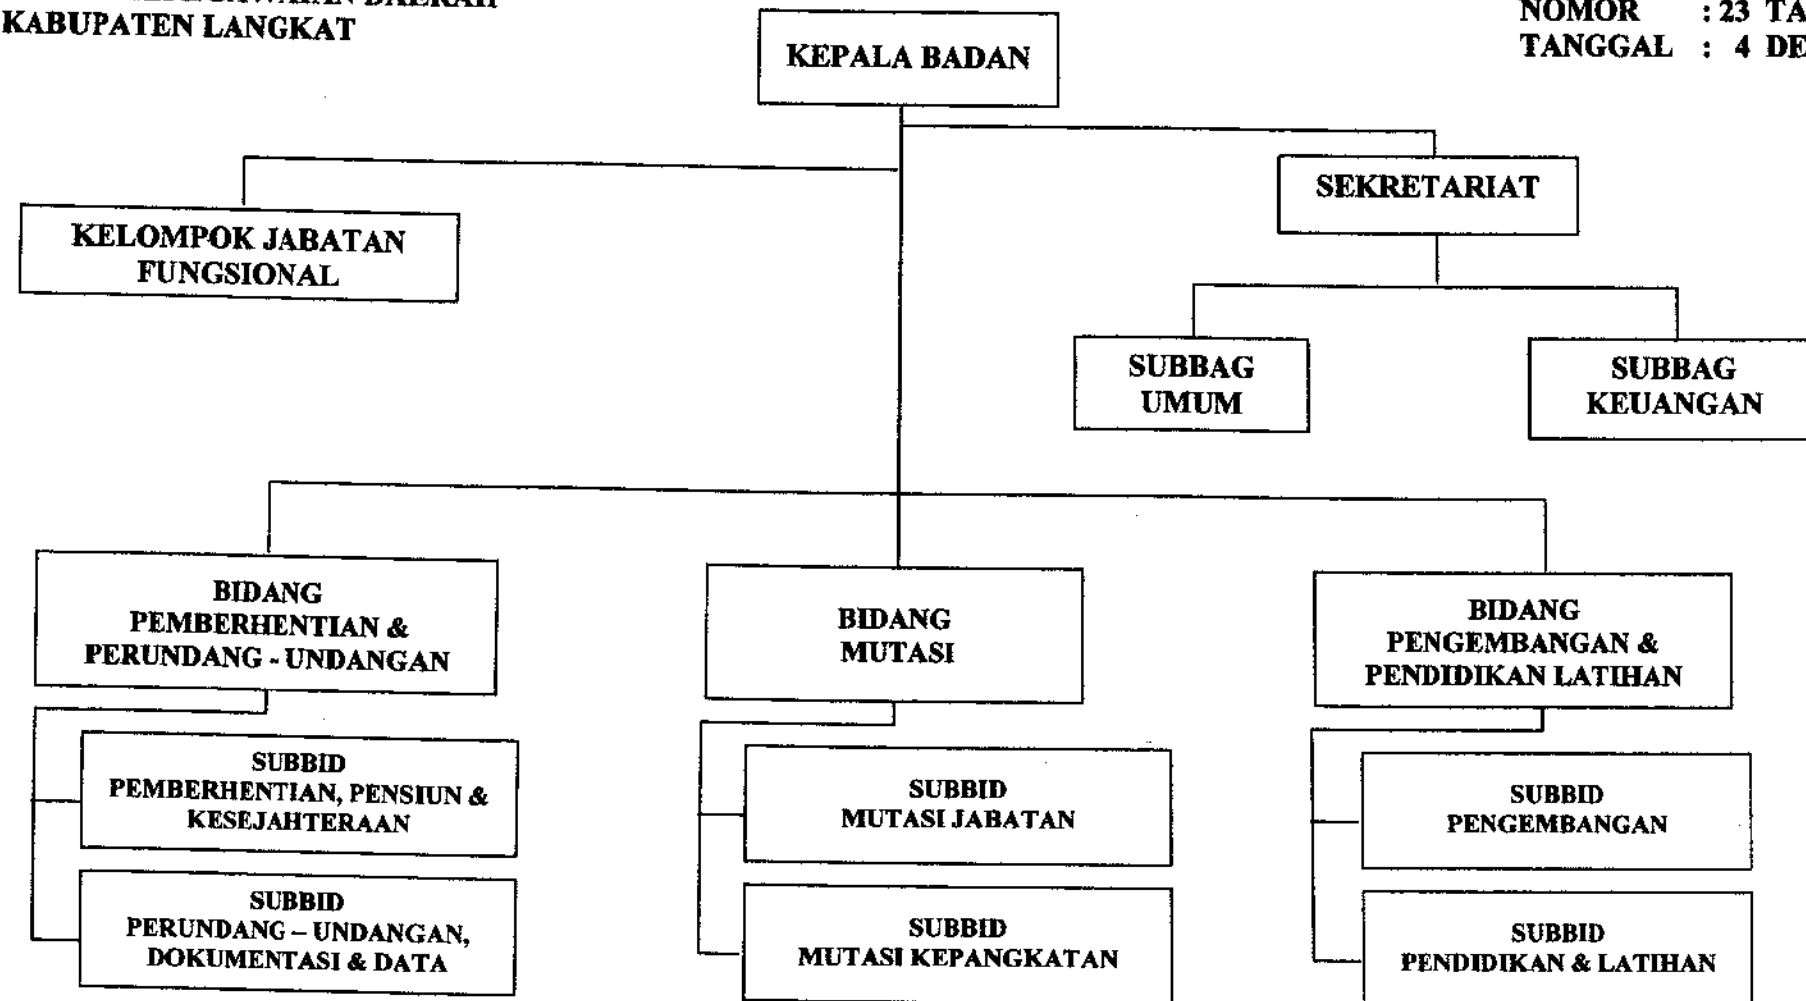 DAERAH
KABUPATEN LANGKAT
NOMOR : 23 TA
TANGGAL : 4 DE
KEPALA BADAN
SEKRETARIAT
KELOMPOK JABATAN
FUNGSIONAL
SUBBAG
UMUM
SUBBAG
KEUANGAN
BIDANG
PEMBERHENTIAN &
PERUNDANG - UNDANGAN
BIDANG
MUTASI
BIDANG
PENGEMBANGAN &
PENDIDIKAN LATIHAN
SUBBID
PEMBERHENTIAN, PENSIUN &
KESEJAHTERAAN
SUBBID
MUTASI JABATAN
SUBBID
PENGEMBANGAN
SUBBID
PERUNDANG – UNDANGAN,
DOKUMENTASI & DATA
SUBBID
MUTASI KEPANGKATAN
SUBBID
PENDIDIKAN & LATIHAN